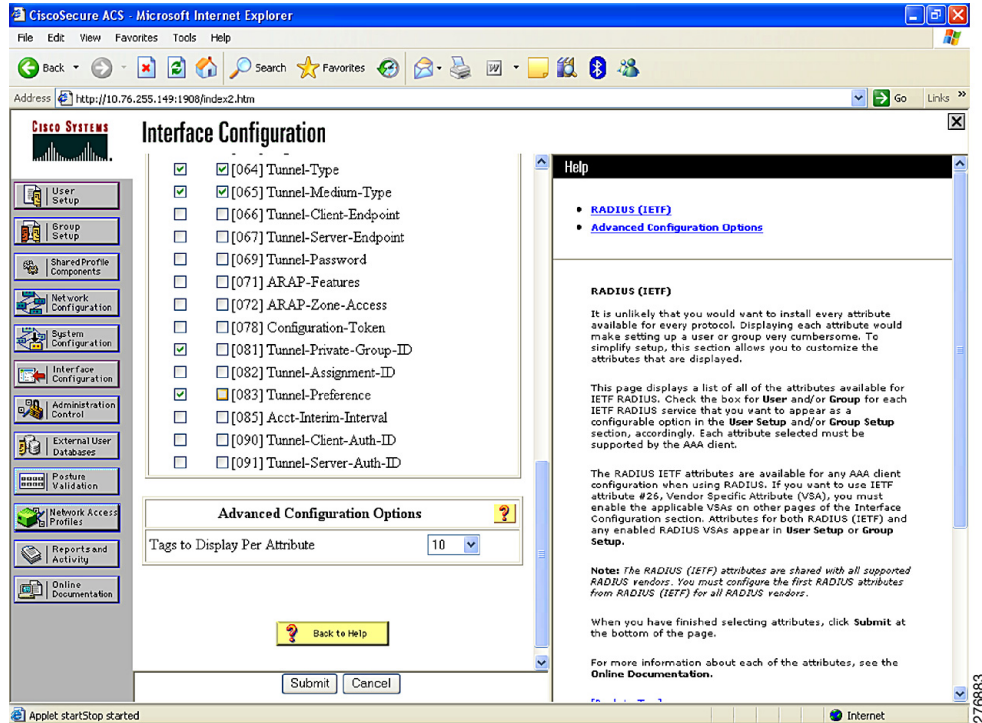 CiscoSecure ACS - Microsoft Internet Explorer
File Edit View Favorites Tools Help
Back Search Favorites
Address http://10.76.255.149:1908/index2.htm Go Links »
CISCO SYSTEMS
Interface Configuration
User Setup
Group Setup
Shared Profile Components
Network Configuration
System Configuration
Interface Configuration
Administration Control
External User Databases
Posture Validation
Network Access Profiles
Reports and Activity
Online Documentation
[064] Tunnel-Type
[065] Tunnel-Medium-Type
[066] Tunnel-Client-Endpoint
[067] Tunnel-Server-Endpoint
[069] Tunnel-Password
[071] ARAP-Features
[072] ARAP-Zone-Access
[078] Configuration-Token
[081] Tunnel-Private-Group-ID
[082] Tunnel-Assignment-ID
[083] Tunnel-Preference
[085] Acct-Interim-Interval
[090] Tunnel-Client-Auth-ID
[091] Tunnel-Server-Auth-ID
Advanced Configuration Options ?
Tags to Display Per Attribute 10
? Back to Help
Submit Cancel
Help
RADIUS (IETF)
Advanced Configuration Options
RADIUS (IETF)
It is unlikely that you would want to install every attribute
available for every protocol. Displaying each attribute would
make setting up a user or group very cumbersome. To
simplify setup, this section allows you to customize the
attributes that are displayed.
This page displays a list of all of the attributes available for
IETF RADIUS. Check the box for User and/or Group for each
IETF RADIUS service that you want to appear as a
configurable option in the User Setup and/or Group Setup
section, accordingly. Each attribute selected must be
supported by the AAA client.
The RADIUS IETF attributes are available for any AAA client
configuration when using RADIUS. If you want to use IETF
attribute #26, Vendor Specific Attribute (VSA), you must
enable the applicable VSAs on other pages of the Interface
Configuration section. Attributes for both RADIUS (IETF) and
any enabled RADIUS VSAs appear in User Setup or Group
Setup.
Note: The RADIUS (IETF) attributes are shared with all supported
RADIUS vendors. You must configure the first RADIUS attributes
from RADIUS (IETF) for all RADIUS vendors.
When you have finished selecting attributes, click Submit at
the bottom of the page.
For more information about each of the attributes, see the
Online Documentation.
Applet startStop started
Internet
276883